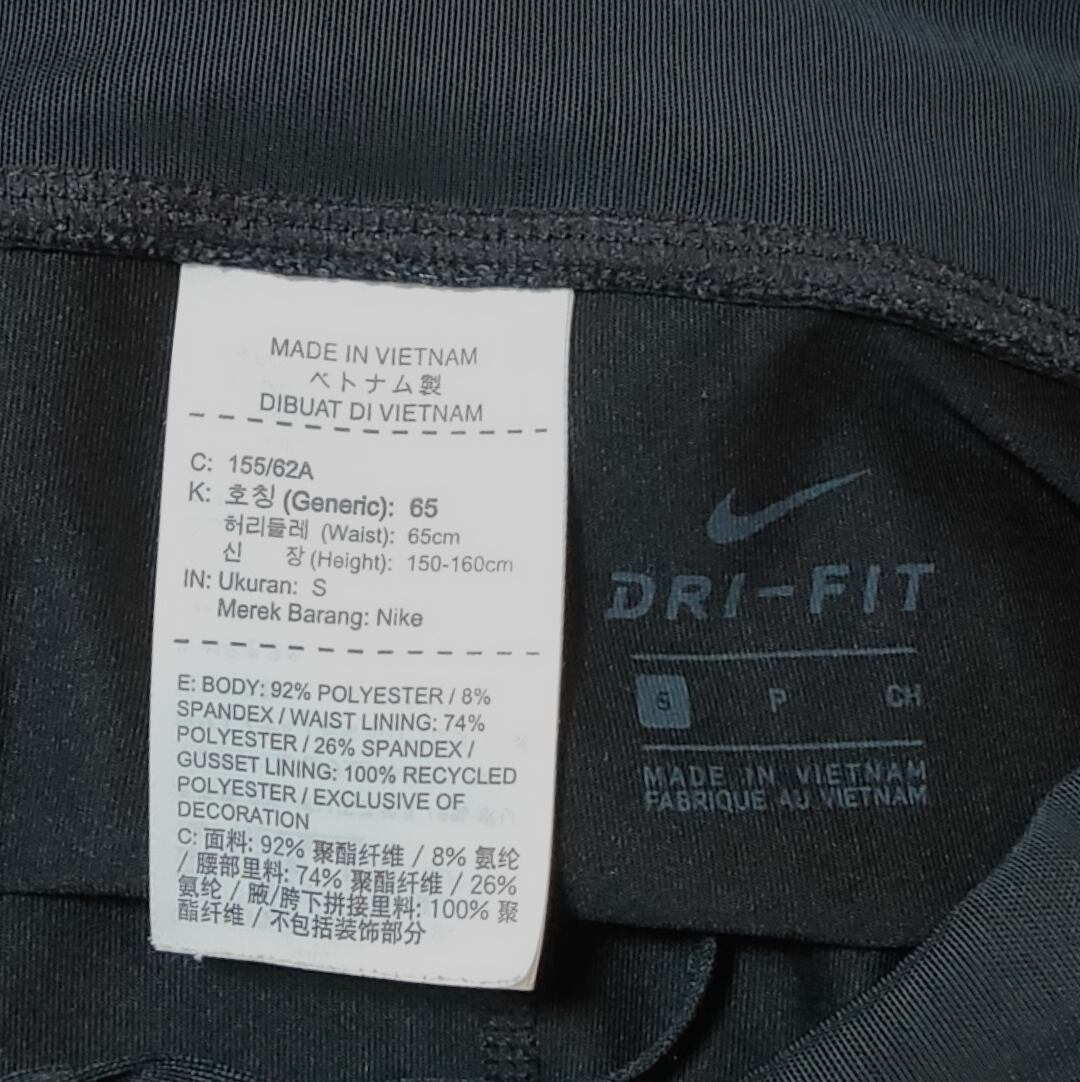 MADE IN VIETNAM
ベトナム製
DIBUAT DI VIETNAM
C: 155/62A
K: 호칭 (Generic): 65
허리둘레 (Waist): 65cm
신 장 (Height): 150-160cm
IN: Ukuran: S
Merek Barang: Nike
E: BODY: 92% POLYESTER / 8%
SPANDEX / WAIST LINING: 74%
POLYESTER / 26% SPANDEX /
GUSSET LINING: 100% RECYCLED
POLYESTER / EXCLUSIVE OF
DECORATION
C: 面料: 92% 聚酯纤维 / 8% 氨纶
/ 腰部里料: 74% 聚酯纤维 / 26%
氨纶 / 腋/胯下拼接里料: 100% 聚
酯纤维 / 不包括装饰部分
DRI-FIT
S P CH
MADE IN VIETNAM
FABRIQUE AU VIETNAM